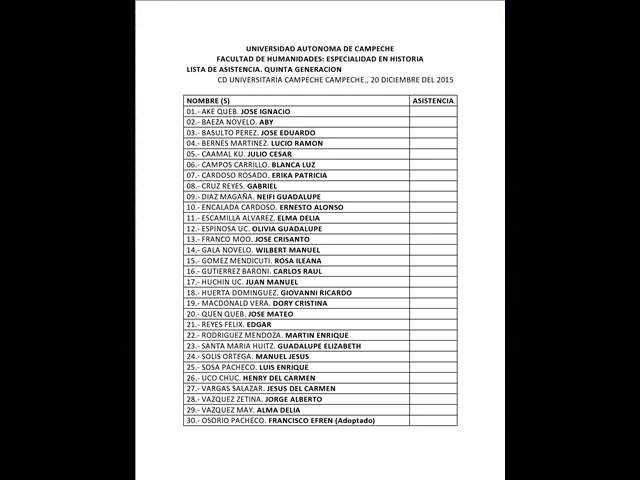 UNIVERSIDAD AUTONOMA DE CAMPECHE
FACULTAD DE HUMANIDADES: ESPECIALIDAD EN HISTORIA
LISTA DE ASISTENCIA. QUINTA GENERACION
CD UNIVERSITARIA CAMPECHE CAMPECHE., 20 DICIEMBRE DEL 2015
NOMBRE (S) ASISTENCIA
01.- AKE QUEB. JOSE IGNACIO
02.- BAEZA NOVELO. ABY
03.- BASULTO PEREZ. JOSE EDUARDO
04.- BERNES MARTINEZ. LUCIO RAMON
05.- CAAMAL KU. JULIO CESAR
06.- CAMPOS CARRILLO. BLANCA LUZ
07.- CARDOSO ROSADO. ERIKA PATRICIA
08.- CRUZ REYES. GABRIEL
09.- DIAZ MAGAÑA. NEIFI GUADALUPE
10.- ENCALADA CARDOSO. ERNESTO ALONSO
11.- ESCAMILLA ALVAREZ. ELMA DELIA
12.- ESPINOSA UC. OLIVIA GUADALUPE
13.- FRANCO MOO. JOSE CRISANTO
14.- GALA NOVELO. WILBERT MANUEL
15.- GOMEZ MENDICUTI. ROSA ILEANA
16.- GUTIERREZ BARONI. CARLOS RAUL
17.- HUCHIN UC. JUAN MANUEL
18.- HUERTA DOMINGUEZ. GIOVANNI RICARDO
19.- MACDONALD VERA. DORY CRISTINA
20.- QUEN QUEB. JOSE MATEO
21.- REYES FELIX. EDGAR
22.- RODRIGUEZ MENDOZA. MARTIN ENRIQUE
23.- SANTA MARIA HUITZ. GUADALUPE ELIZABETH
24.- SOLIS ORTEGA. MANUEL JESUS
25.- SOSA PACHECO. LUIS ENRIQUE
26.- UCO CHUC. HENRY DEL CARMEN
27.- VARGAS SALAZAR. JESUS DEL CARMEN
28.- VAZQUEZ ZETINA. JORGE ALBERTO
29.- VAZQUEZ MAY. ALMA DELIA
30.- OSORIO PACHECO. FRANCISCO EFREN (Adoptado)